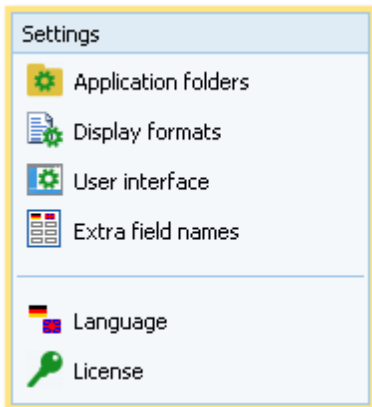 Settings
Application folders
Display formats
User interface
Extra field names
Language
License